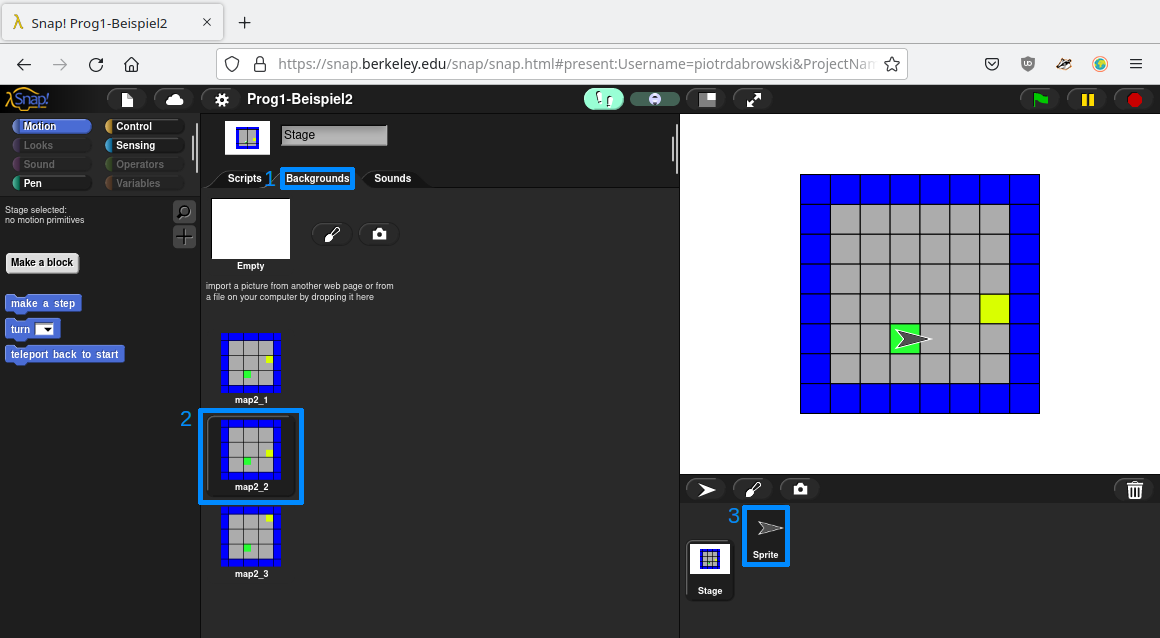 Snap! Prog1-Beispiel2
https://snap.berkeley.edu/snap/snap.html#present:Username=piotrdabrowski&ProjectNam
Snap!
Prog1-Beispiel2
Motion
Control
Looks
Sensing
Sound
Operators
Pen
Variables
Stage selected:
no motion primitives
Make a block
make a step
turn
teleport back to start
Stage
Scripts
1
Backgrounds
Sounds
Empty
import a picture from another web page or from
a file on your computer by dropping it here
map2_1
2
map2_2
map2_3
3
Sprite
Stage